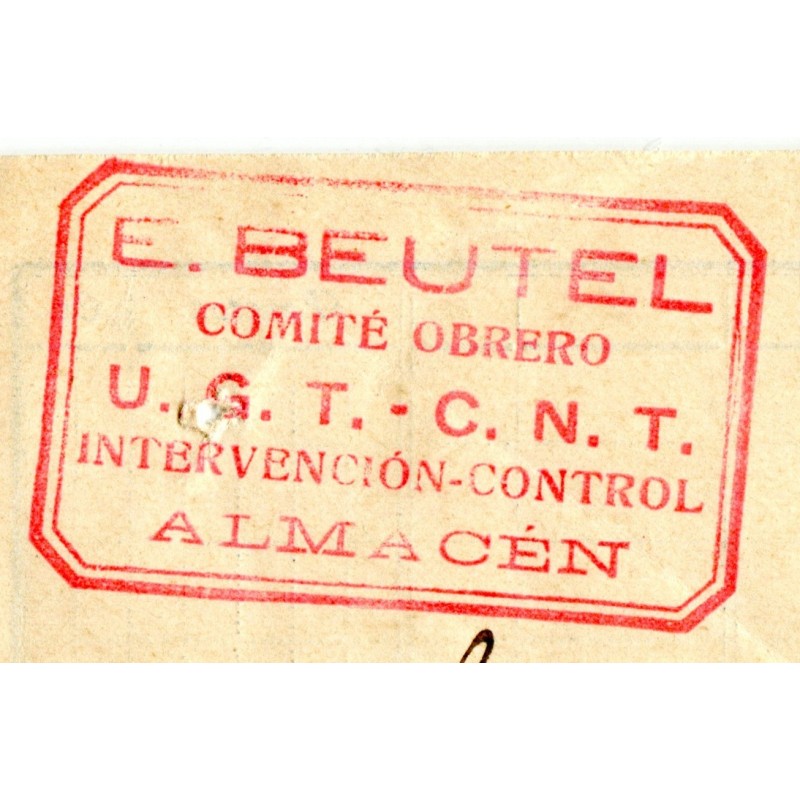 E. BEUTEL
COMITÉ OBRERO
U. G. T. - C. N. T.
INTERVENCIÓN-CONTROL
ALMACÉN